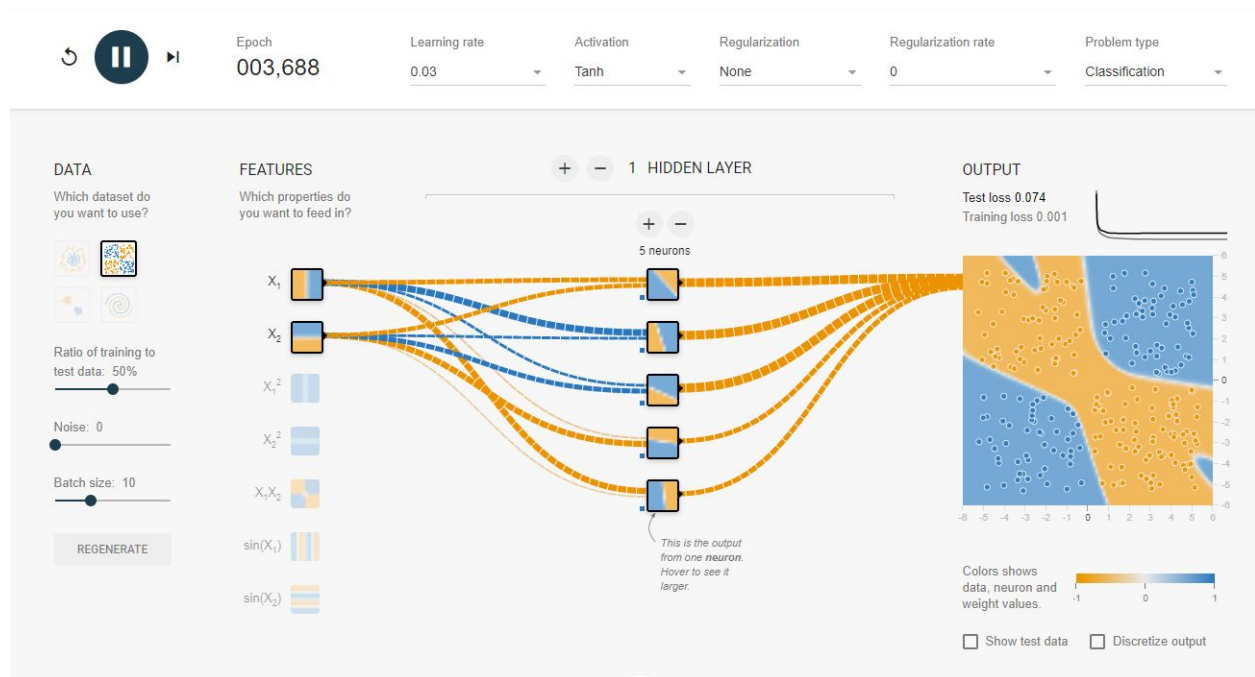 Epoch
003,688
Learning rate
0.03
Activation
Tanh
Regularization
None
Regularization rate
0
Problem type
Classification
DATA
Which dataset do
you want to use?
Ratio of training to
test data: 50%
Noise: 0
Batch size: 10
REGENERATE
FEATURES
Which properties do
you want to feed in?
X₁
X₂
X₁²
X₂²
X₁X₂
sin(X₁)
sin(X₂)
+ − 1 HIDDEN LAYER
+ −
5 neurons
This is the output
from one neuron.
Hover to see it
larger.
OUTPUT
Test loss 0.074
Training loss 0.001
6
5
4
3
2
1
0
-1
-2
-3
-4
-5
-6
-6 -5 -4 -3 -2 -1 0 1 2 3 4 5 6
Colors shows
data, neuron and
weight values.
-1 0 1
Show test data
Discretize output